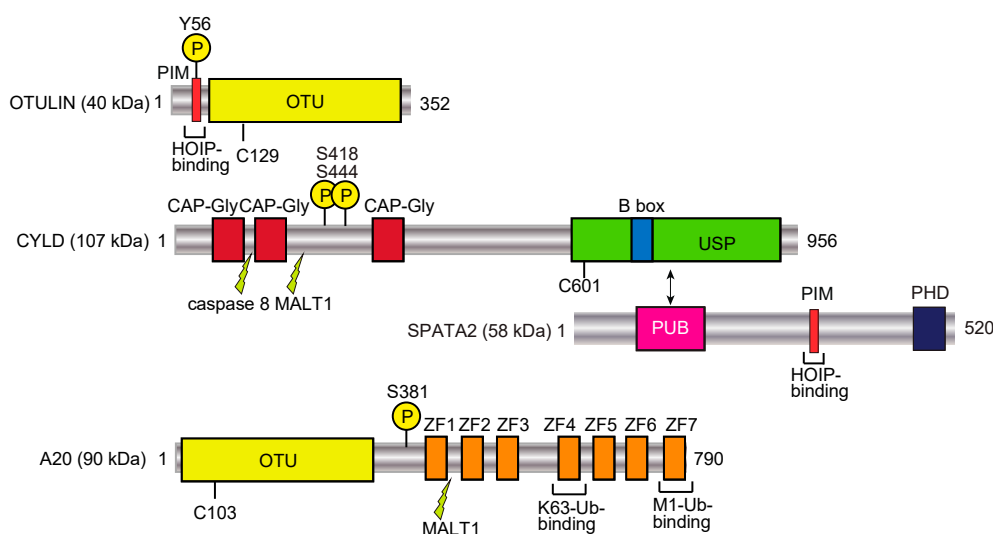 Y56
P
PIM
OTULIN (40 kDa) 1
OTU
352
HOIP-
binding
C129
S418
S444
P P
CAP-Gly CAP-Gly CAP-Gly
B box
CYLD (107 kDa) 1
USP
956
C601
caspase 8 MALT1
PIM
PHD
SPATA2 (58 kDa) 1
PUB
520
HOIP-
binding
S381
P
ZF1 ZF2 ZF3 ZF4 ZF5 ZF6 ZF7
A20 (90 kDa) 1
OTU
790
C103
MALT1
K63-Ub-
binding
M1-Ub-
binding